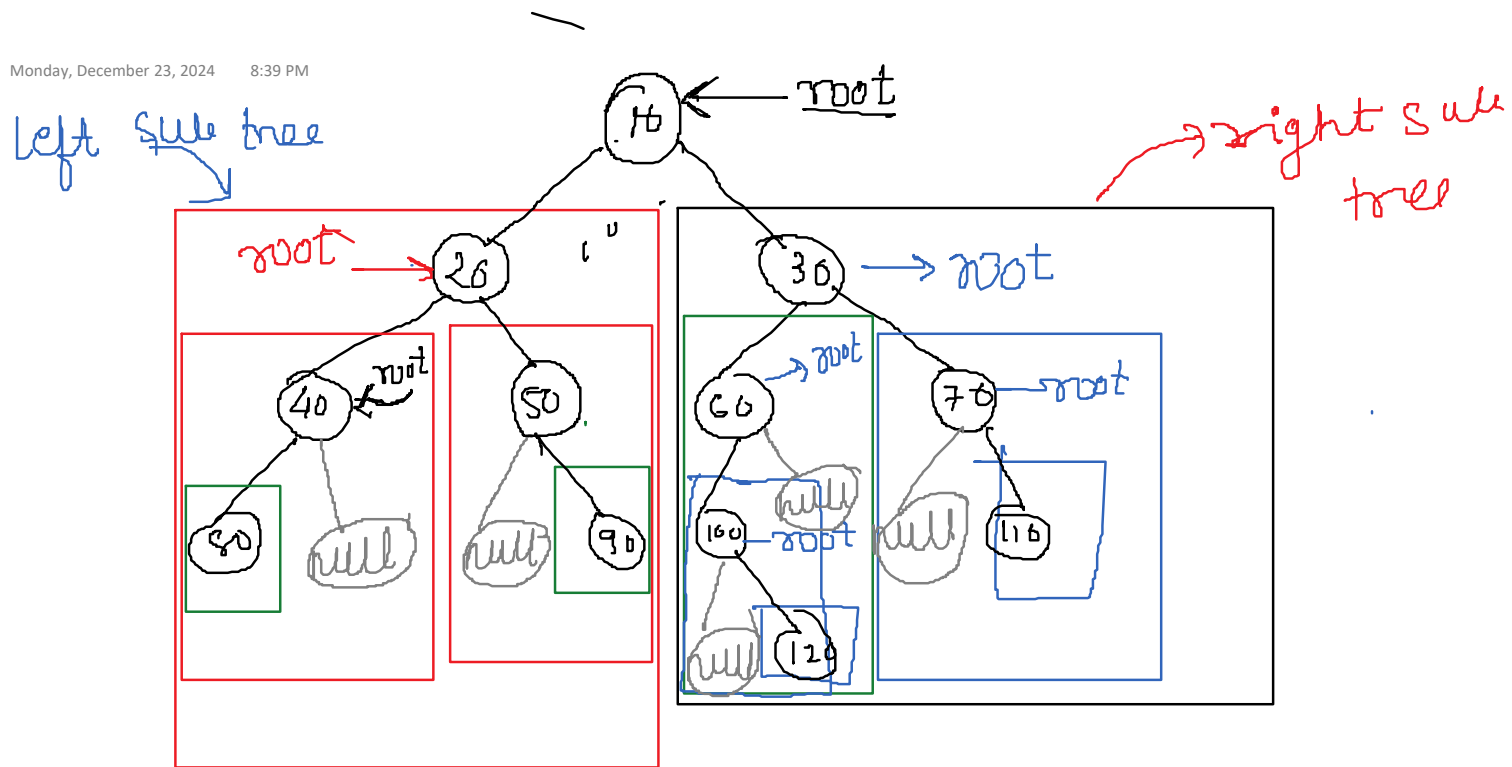 Monday, December 23, 2024 8:39 PM
root
10
left sub tree
right sub
tree
root
20
30
root
root
40
50
60
root
70
root
80
null
null
90
null
100
root
null
110
null
120